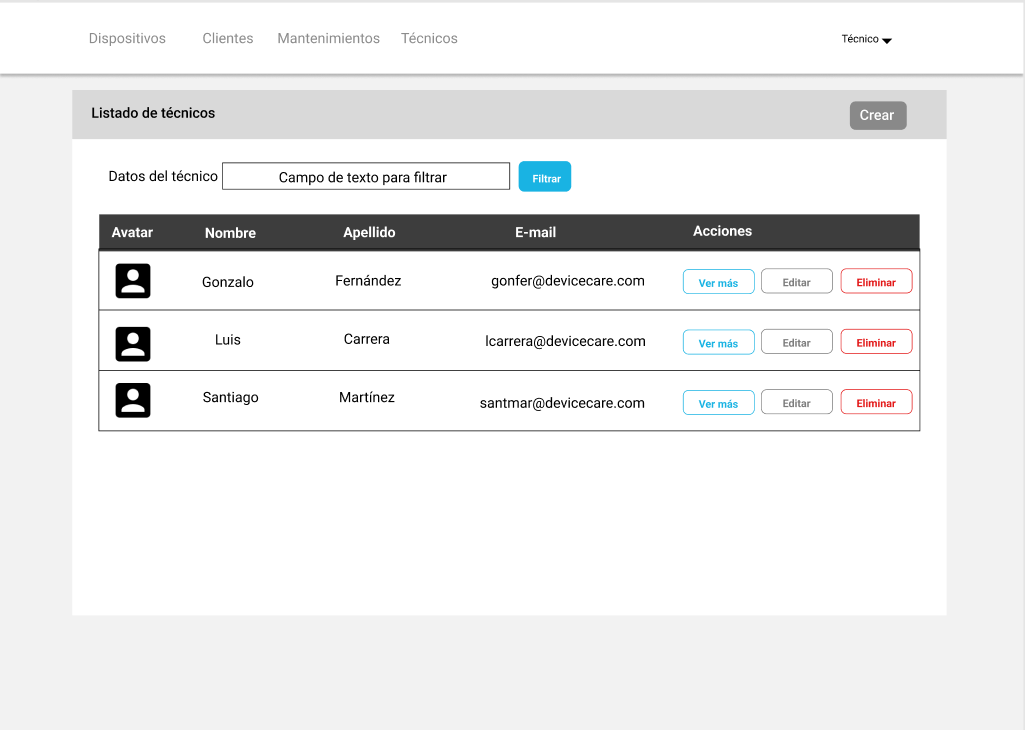 Dispositivos Clientes Mantenimientos Técnicos Técnico
Listado de técnicos Crear
Datos del técnico Campo de texto para filtrar Filtrar
Avatar Nombre Apellido E-mail Acciones
Gonzalo Fernández gonfer@devicecare.com Ver más Editar Eliminar
Luis Carrera lcarrera@devicecare.com Ver más Editar Eliminar
Santiago Martínez santmar@devicecare.com Ver más Editar Eliminar